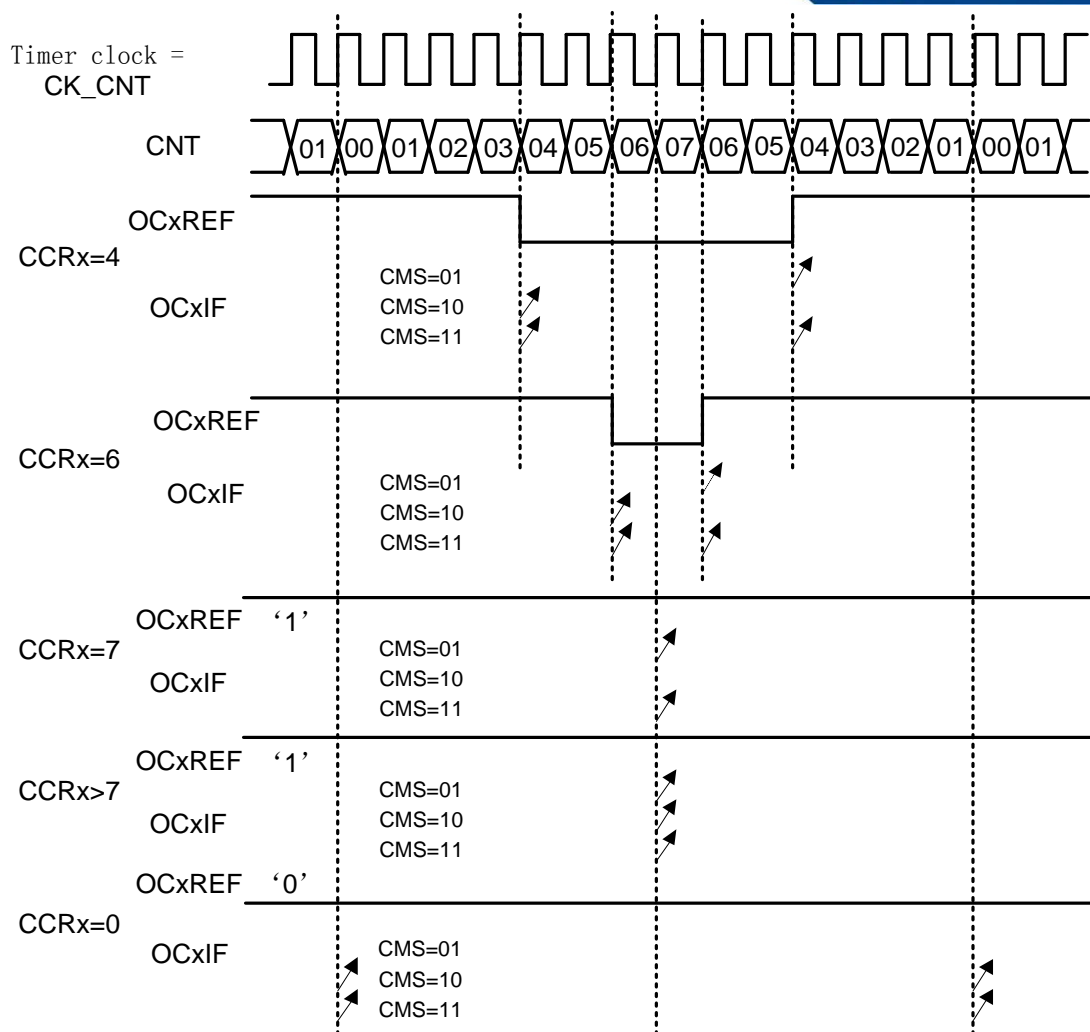 Timer clock =
CK_CNT
CNT 01 00 01 02 03 04 05 06 07 06 05 04 03 02 01 00 01
OCxREF
CCRx=4
CMS=01
OCxIF CMS=10
CMS=11
OCxREF
CCRx=6
CMS=01
OCxIF
CMS=10
CMS=11
OCxREF ‘1’
CCRx=7 CMS=01
OCxIF CMS=10
CMS=11
OCxREF ‘1’
CCRx>7 CMS=01
OCxIF CMS=10
CMS=11
OCxREF ‘0’
CCRx=0
OCxIF CMS=01
CMS=10
CMS=11